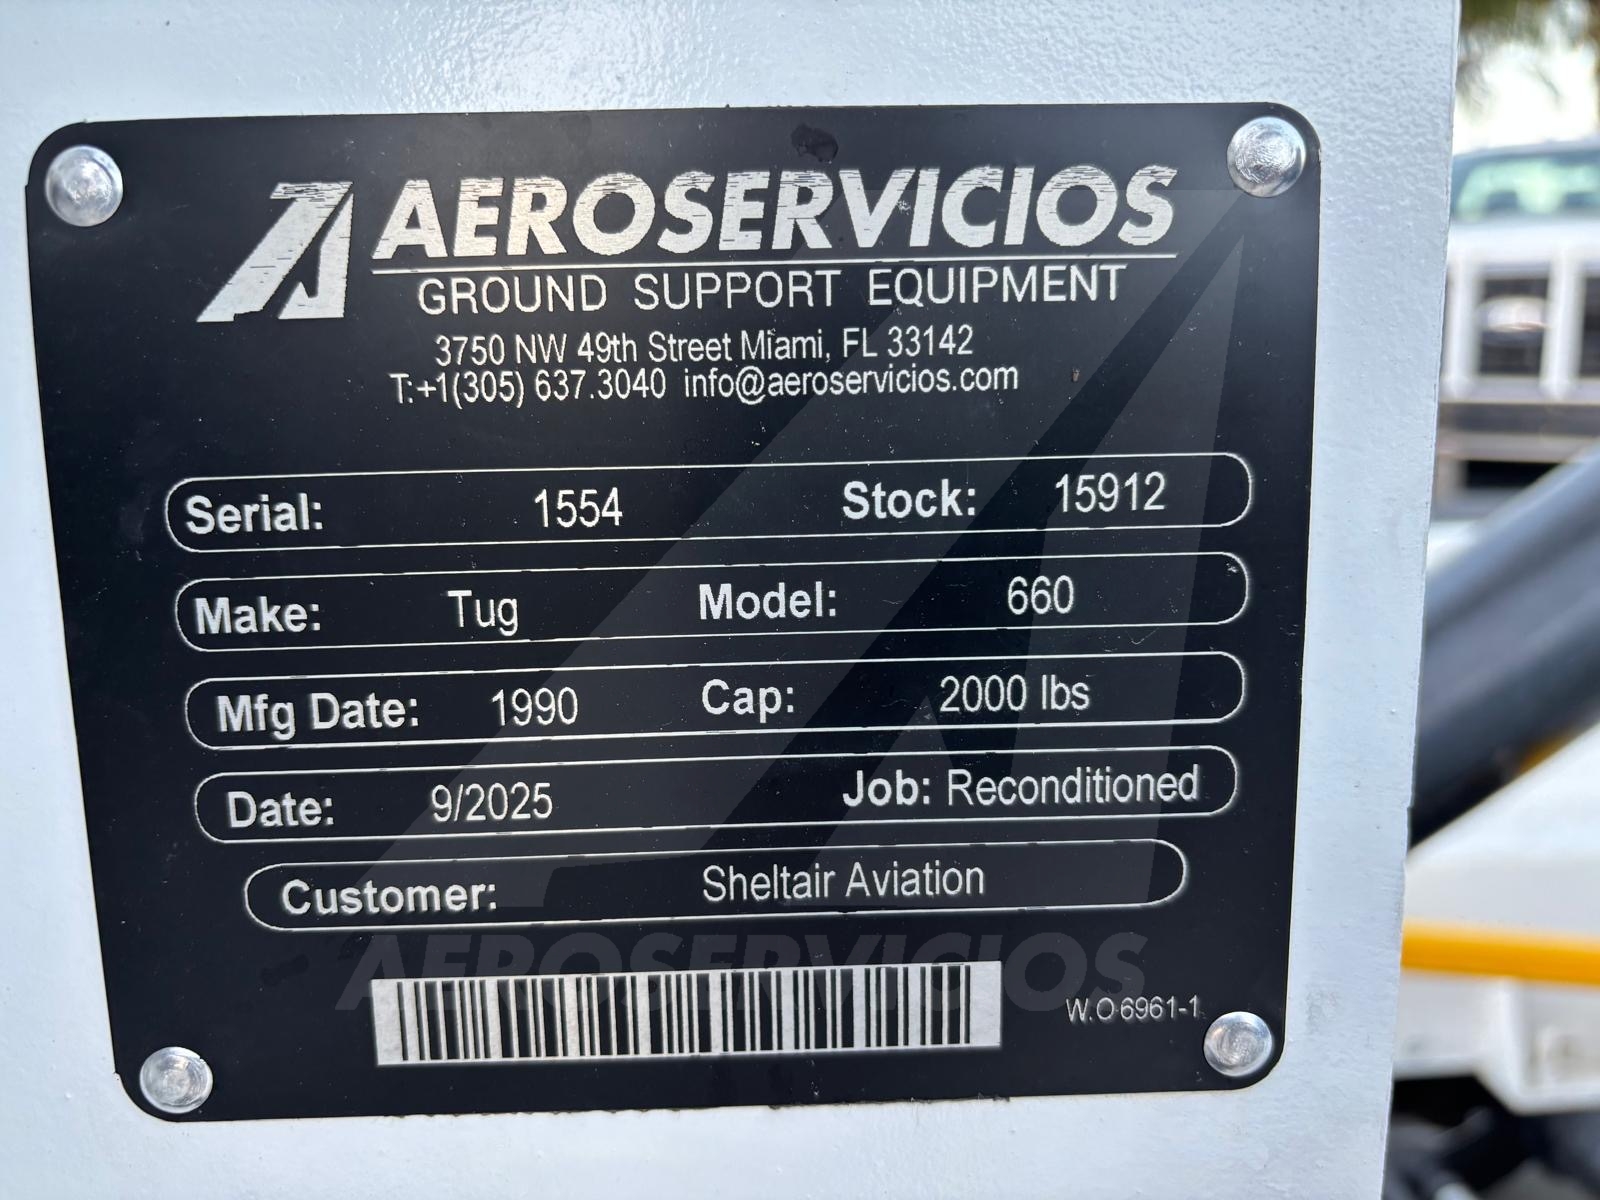 AEROSERVICIOS
GROUND SUPPORT EQUIPMENT
3750 NW 49th Street Miami, FL 33142
T:+1(305) 637.3040 info@aeroservicios.com
Serial: 1554 Stock: 15912
Make: Tug Model: 660
Mfg Date: 1990 Cap: 2000 lbs
Date: 9/2025 Job: Reconditioned
Customer: Sheltair Aviation
AEROSERVICIOS
W.O 6961-1